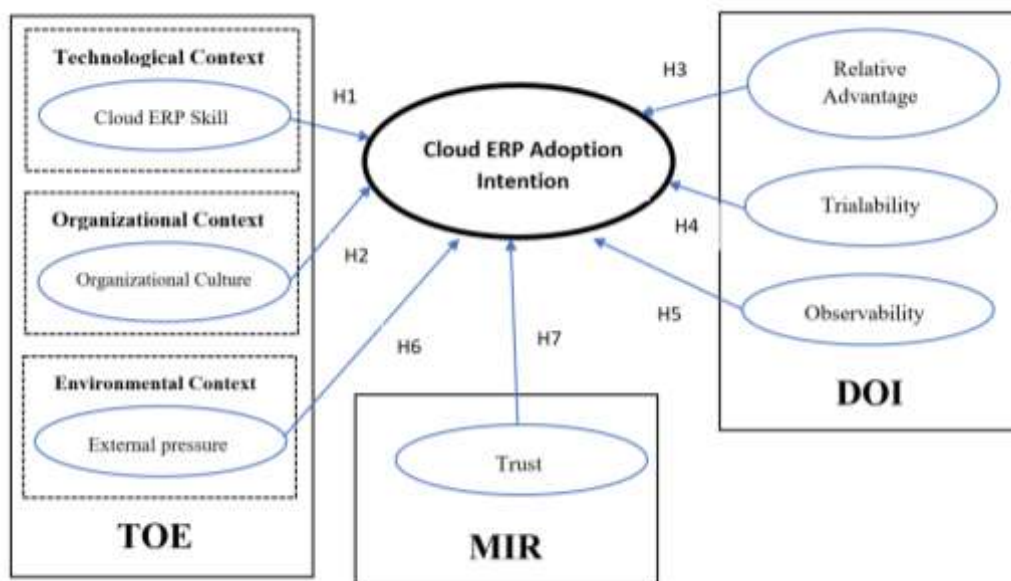 Technological Context
Cloud ERP Skill
Organizational Context
Organizational Culture
Environmental Context
External pressure
TOE
H1
H2
H6
Cloud ERP Adoption
Intention
H7
Trust
MIR
H3
H4
H5
Relative
Advantage
Trialability
Observability
DOI